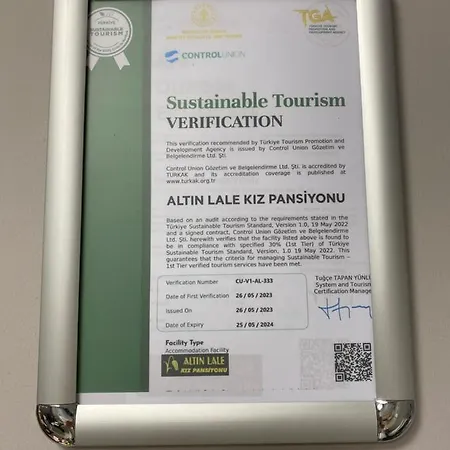 TÜRKİYE
SUSTAINABLE
TOURISM
TGA
CONTROLUNION
Sustainable Tourism
VERIFICATION
This verification recommended by Türkiye Tourism Promotion and
Development Agency is issued by Control Union Gözetim ve
Belgelendirme Ltd. Şti.
Control Union Gözetim ve Belgelendirme Ltd. Şti. is accredited by
TÜRKAK and its accreditation coverage is published at
www.turkak.org.tr
ALTIN LALE KIZ PANSİYONU
Based on an audit according to the requirements stated in the
Türkiye Sustainable Tourism Standard, Version 1.0, 19 May 2022
and a signed contract, Control Union Gözetim ve Belgelendirme
Ltd. Şti. herewith verifies that the facility listed above is found to
be in compliance with specified 30% (1st Tier) of Türkiye
Sustainable Tourism Standard, Version 1.0 19 May 2022. This
guarantees that the criteria for managing Sustainable Tourism -
1st Tier verified tourism services have been met.
Verification Number CU-V1-AL-333
Date of First Verification 26 / 05 / 2023
Issued On 26 / 05 / 2023
Date of Expiry 25 / 05 / 2024
Tuğçe TAPAN YÜNLÜ
System and Tourism
Certification Manage
Facility Type
Accommodation Facility
ALTIN LALE
KIZ PANSİYONU